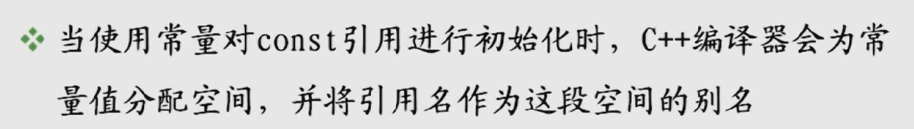 当使用常量对const引用进行初始化时，C++编译器会为常
量值分配空间，并将引用名作为这段空间的别名